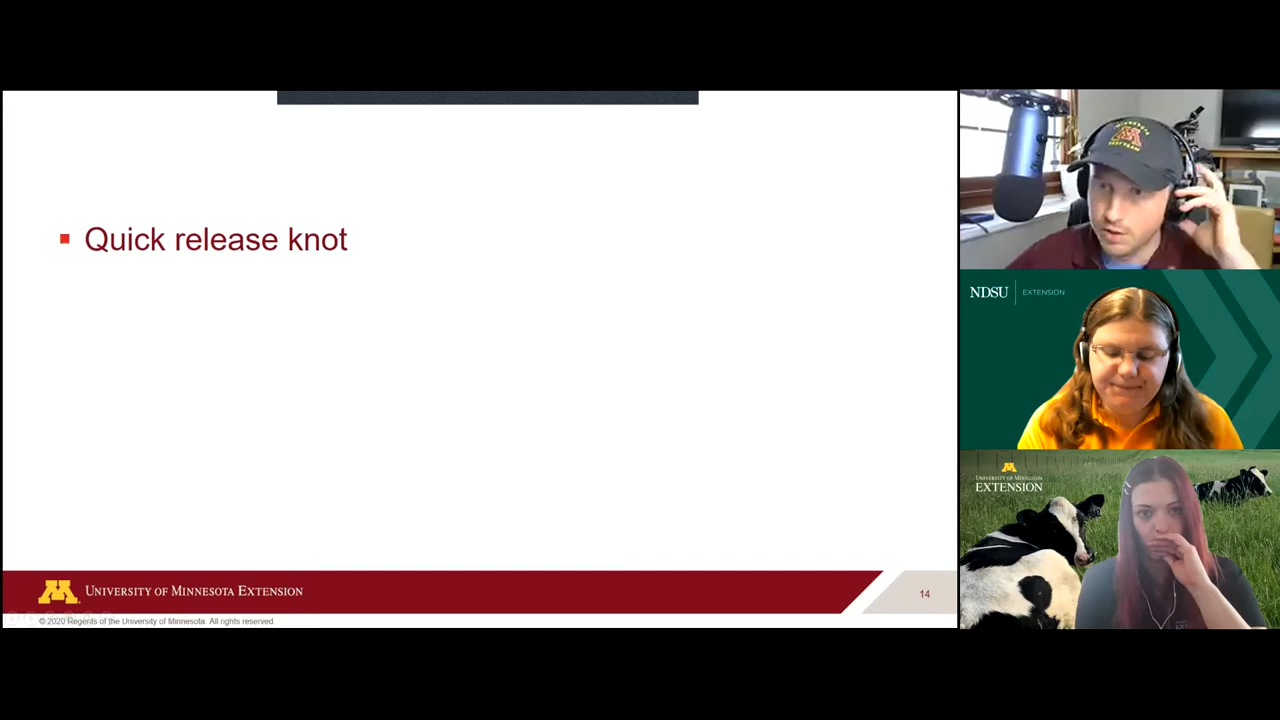 Quick release knot
UNIVERSITY OF MINNESOTA EXTENSION
14
© 2020 Regents of the University of Minnesota. All rights reserved.
MINNESOTA
M
NDSU
EXTENSION
UNIVERSITY OF MINNESOTA
EXTENSION